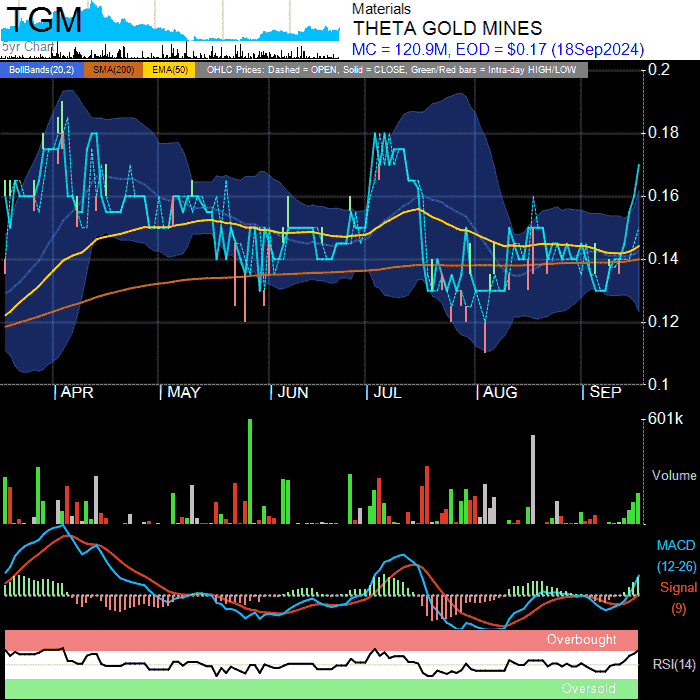 TGM
5yr Chart
Materials
THETA GOLD MINES
MC = 120.9M, EOD = $0.17 (18Sep2024)
BollBands(20,2) SMA(200) EMA(50) OHLC Prices: Dashed = OPEN, Solid = CLOSE, Green/Red bars = Intra-day HIGH/LOW
0.2
0.18
0.16
0.14
0.12
0.1
APR MAY JUN JUL AUG SEP
601k
Volume
MACD
(12-26)
Signal
(9)
Overbought
RSI(14)
Oversold